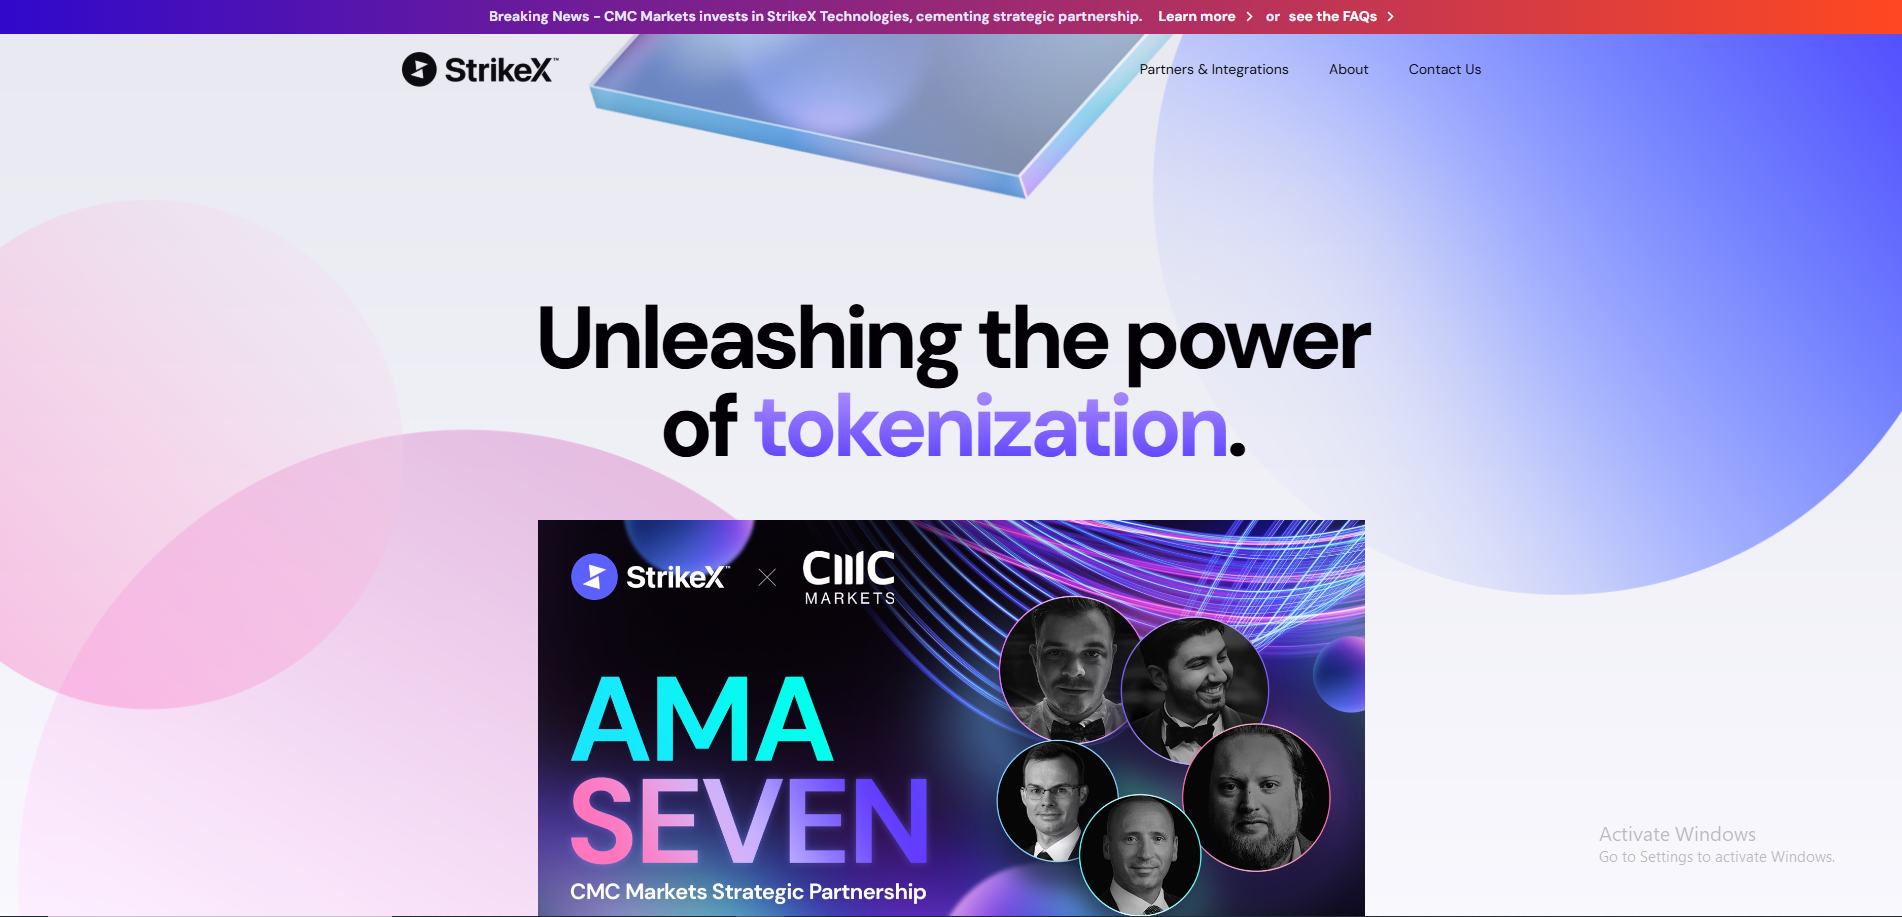 Breaking News - CMC Markets invests in StrikeX Technologies, cementing strategic partnership. Learn more > or see the FAQs >
StrikeX™ Partners & Integrations About Contact Us
Unleashing the power
of tokenization.
StrikeX™ × CMC
MARKETS
AMA
SEVEN
CMC Markets Strategic Partnership
Activate Windows
Go to Settings to activate Windows.